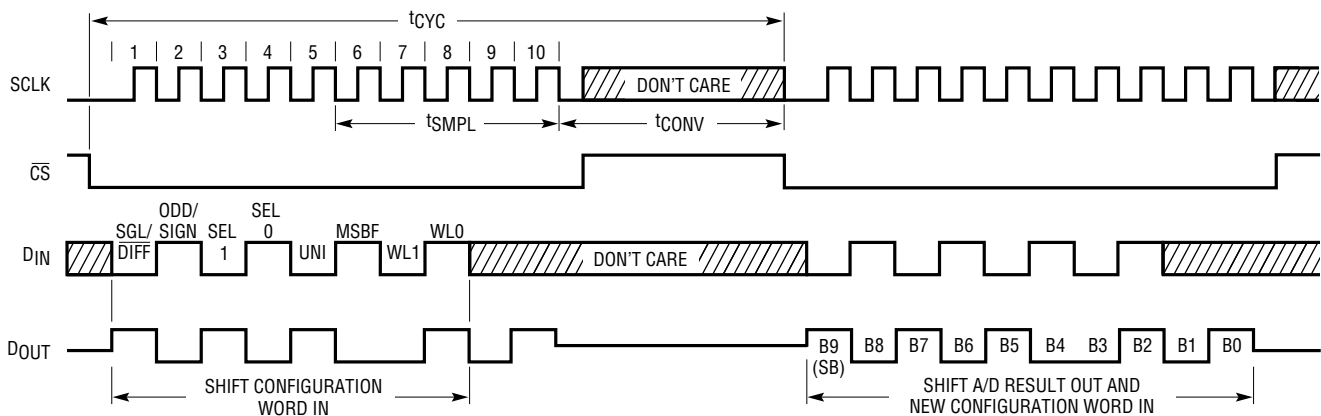 tCYC
1 2 3 4 5 6 7 8 9 10
SCLK
DON'T CARE
tSMPL
tCONV
CS
DIN
SGL/
DIFF
ODD/
SIGN
SEL
1
SEL
0
UNI
MSBF
WL1
WL0
DON'T CARE
DOUT
B9
(SB)
B8 B7 B6 B5 B4 B3 B2 B1 B0
SHIFT CONFIGURATION
WORD IN
SHIFT A/D RESULT OUT AND
NEW CONFIGURATION WORD IN